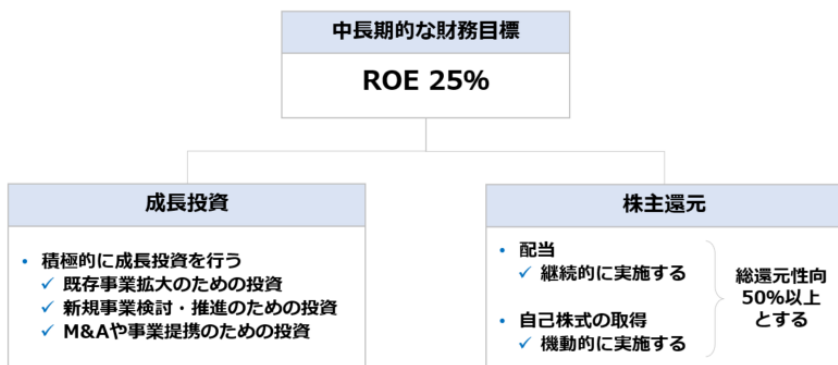 中長期的な財務目標
ROE 25%
成長投資
• 積極的に成長投資を行う
✓ 既存事業拡大のための投資
✓ 新規事業検討・推進のための投資
✓ M&Aや事業提携のための投資
株主還元
• 配当
✓ 継続的に実施する
• 自己株式の取得
✓ 機動的に実施する
総還元性向
50%以上
とする